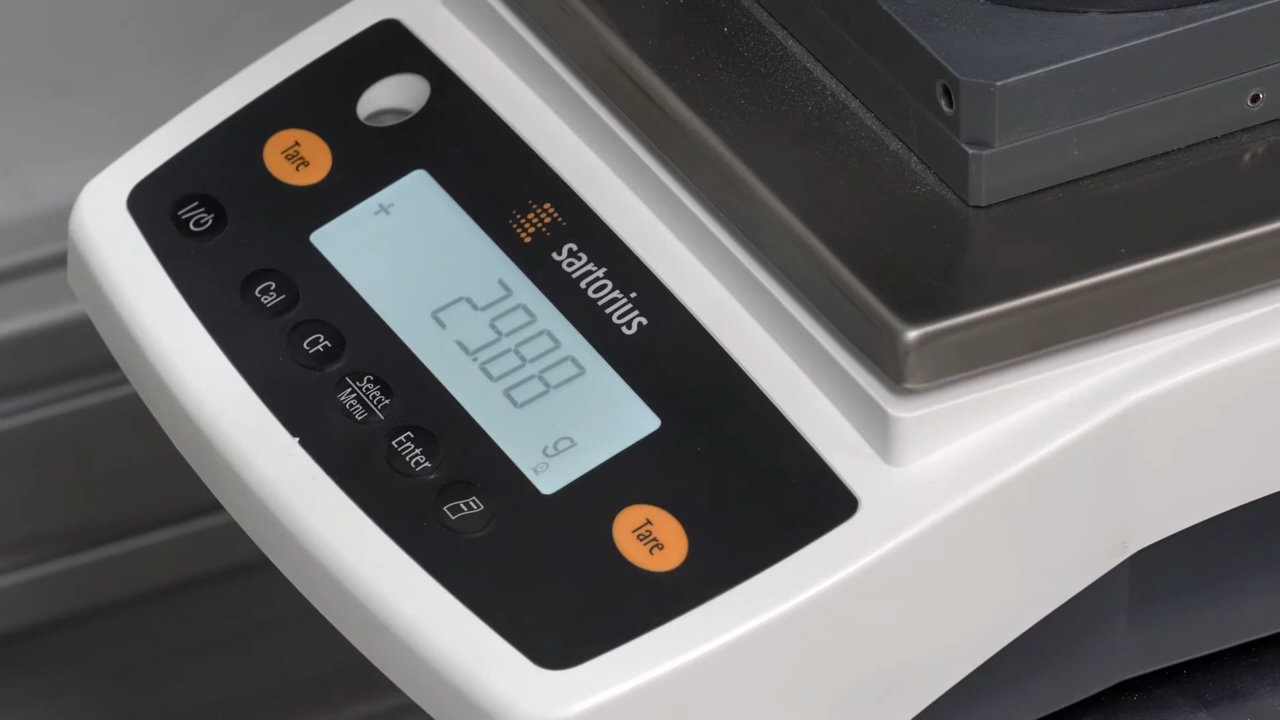 Tare
I/
+
sartorius
29.88
g
Cal
CF
Select
Menu
Enter
Tare